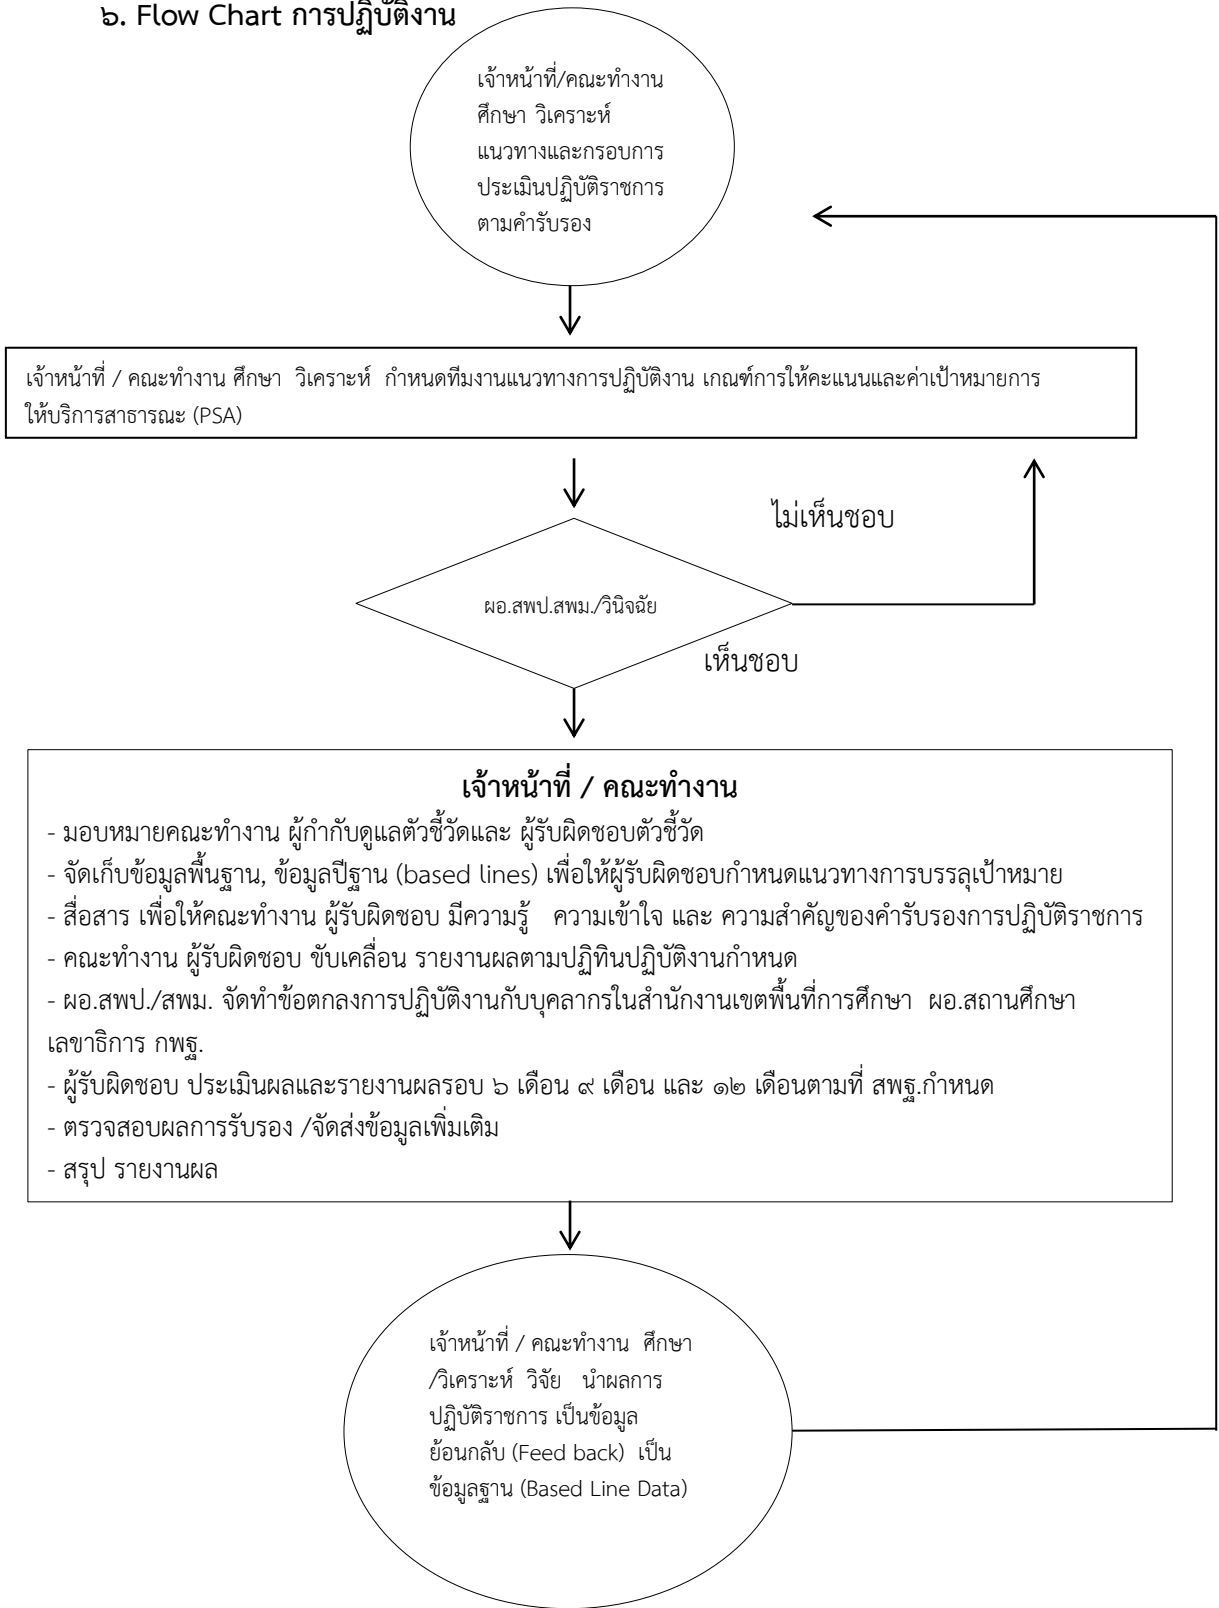 ๖. Flow Chart การปฏิบัติงาน
เจ้าหน้าที่/คณะทำงาน
ศึกษา วิเคราะห์
แนวทางและกรอบการ
ประเมินปฏิบัติราชการ
ตามคำรับรอง
เจ้าหน้าที่ / คณะทำงาน ศึกษา วิเคราะห์ กำหนดทีมงานแนวทางการปฏิบัติงาน เกณฑ์การให้คะแนนและค่าเป้าหมายการ
ให้บริการสาธารณะ (PSA)
ไม่เห็นชอบ
ผอ.สพป.สพม./วินิจฉัย
เห็นชอบ
เจ้าหน้าที่ / คณะทำงาน
- มอบหมายคณะทำงาน ผู้กำกับดูแลตัวชี้วัดและ ผู้รับผิดชอบตัวชี้วัด
- จัดเก็บข้อมูลพื้นฐาน, ข้อมูลปีฐาน (based lines) เพื่อให้ผู้รับผิดชอบกำหนดแนวทางการบรรลุเป้าหมาย
- สื่อสาร เพื่อให้คณะทำงาน ผู้รับผิดชอบ มีความรู้ ความเข้าใจ และ ความสำคัญของคำรับรองการปฏิบัติราชการ
- คณะทำงาน ผู้รับผิดชอบ ขับเคลื่อน รายงานผลตามปฏิทินปฏิบัติงานกำหนด
- ผอ.สพป./สพม. จัดทำข้อตกลงการปฏิบัติงานกับบุคลากรในสำนักงานเขตพื้นที่การศึกษา ผอ.สถานศึกษา
เลขาธิการ กพฐ.
- ผู้รับผิดชอบ ประเมินผลและรายงานผลรอบ ๖ เดือน ๙ เดือน และ ๑๒ เดือนตามที่ สพฐ.กำหนด
- ตรวจสอบผลการรับรอง /จัดส่งข้อมูลเพิ่มเติม
- สรุป รายงานผล
เจ้าหน้าที่ / คณะทำงาน ศึกษา
/วิเคราะห์ วิจัย นำผลการ
ปฏิบัติราชการ เป็นข้อมูล
ย้อนกลับ (Feed back) เป็น
ข้อมูลฐาน (Based Line Data)